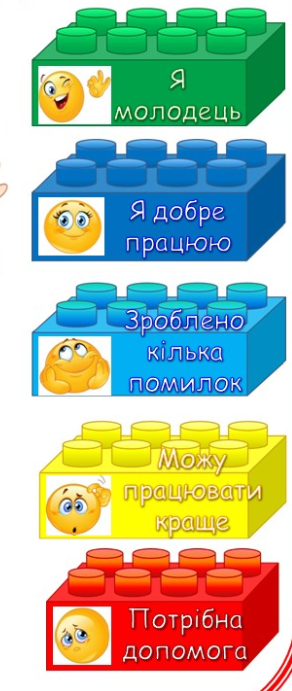 Я
молодець
Я добре
працюю
Зроблено
кілька
помилок
Можу
працювати
краще
Потрібна
допомога